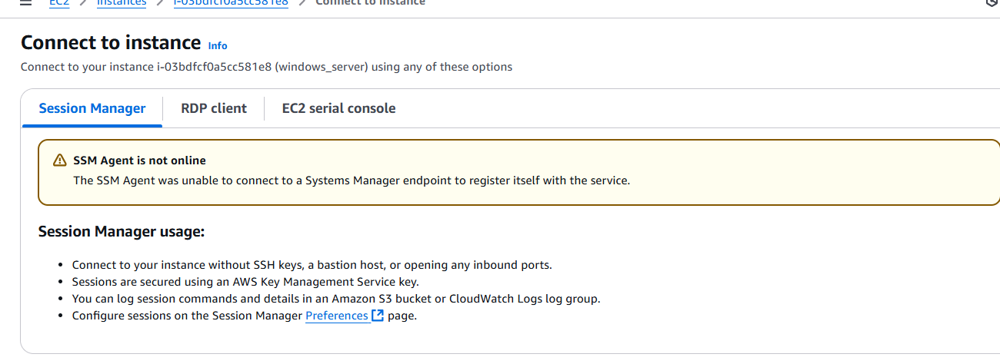 EC2 > Instances > i-03bdfcf0a5cc581e8 > Connect to instance
Connect to instance Info
Connect to your instance i-03bdfcf0a5cc581e8 (windows_server) using any of these options
Session Manager RDP client EC2 serial console
SSM Agent is not online
The SSM Agent was unable to connect to a Systems Manager endpoint to register itself with the service.
Session Manager usage:
• Connect to your instance without SSH keys, a bastion host, or opening any inbound ports.
• Sessions are secured using an AWS Key Management Service key.
• You can log session commands and details in an Amazon S3 bucket or CloudWatch Logs log group.
• Configure sessions on the Session Manager Preferences page.